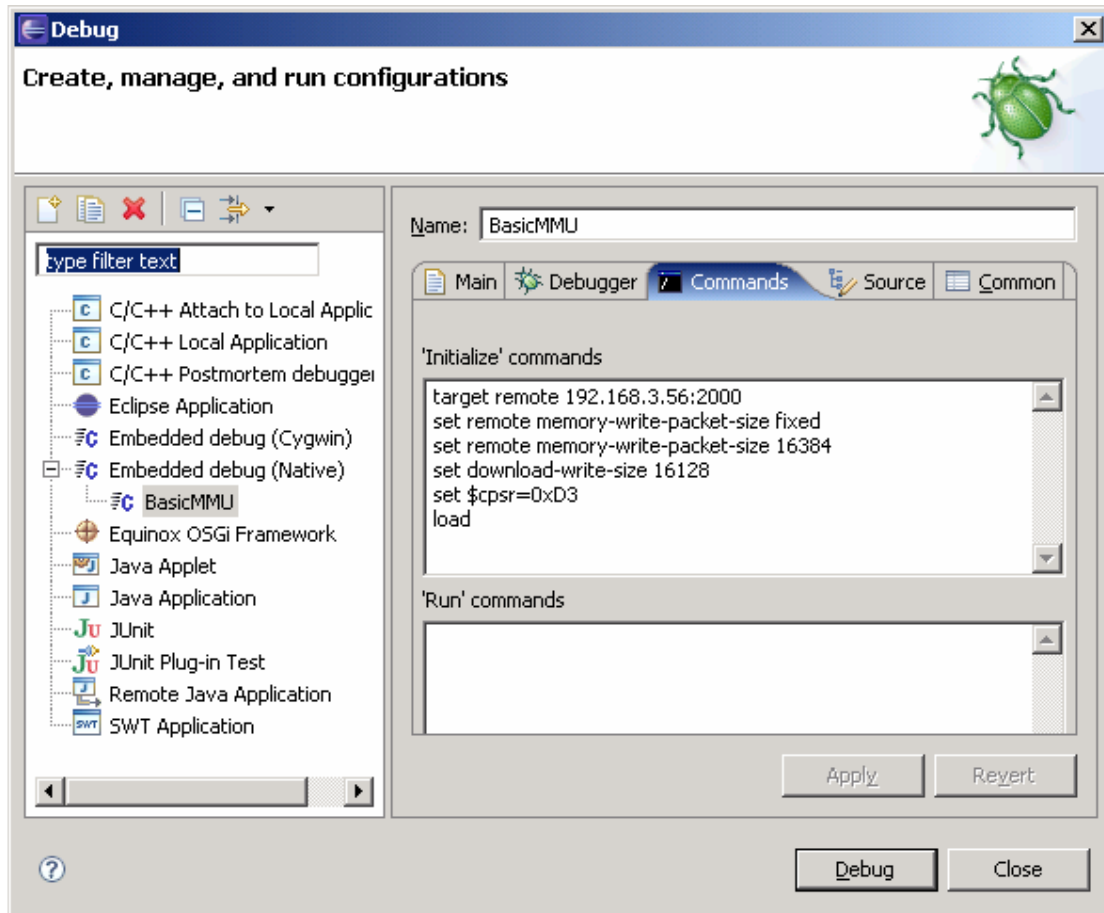 Debug
Create, manage, and run configurations
type filter text
C/C++ Attach to Local Applic
C/C++ Local Application
C/C++ Postmortem debugger
Eclipse Application
Embedded debug (Cygwin)
Embedded debug (Native)
BasicMMU
Equinox OSGi Framework
Java Applet
Java Application
JUnit
JUnit Plug-in Test
Remote Java Application
SWT Application
Name: BasicMMU
Main Debugger Commands Source Common
'Initialize' commands
target remote 192.168.3.56:2000
set remote memory-write-packet-size fixed
set remote memory-write-packet-size 16384
set download-write-size 16128
set $cpsr=0xD3
load
'Run' commands
Apply Revert
Debug Close